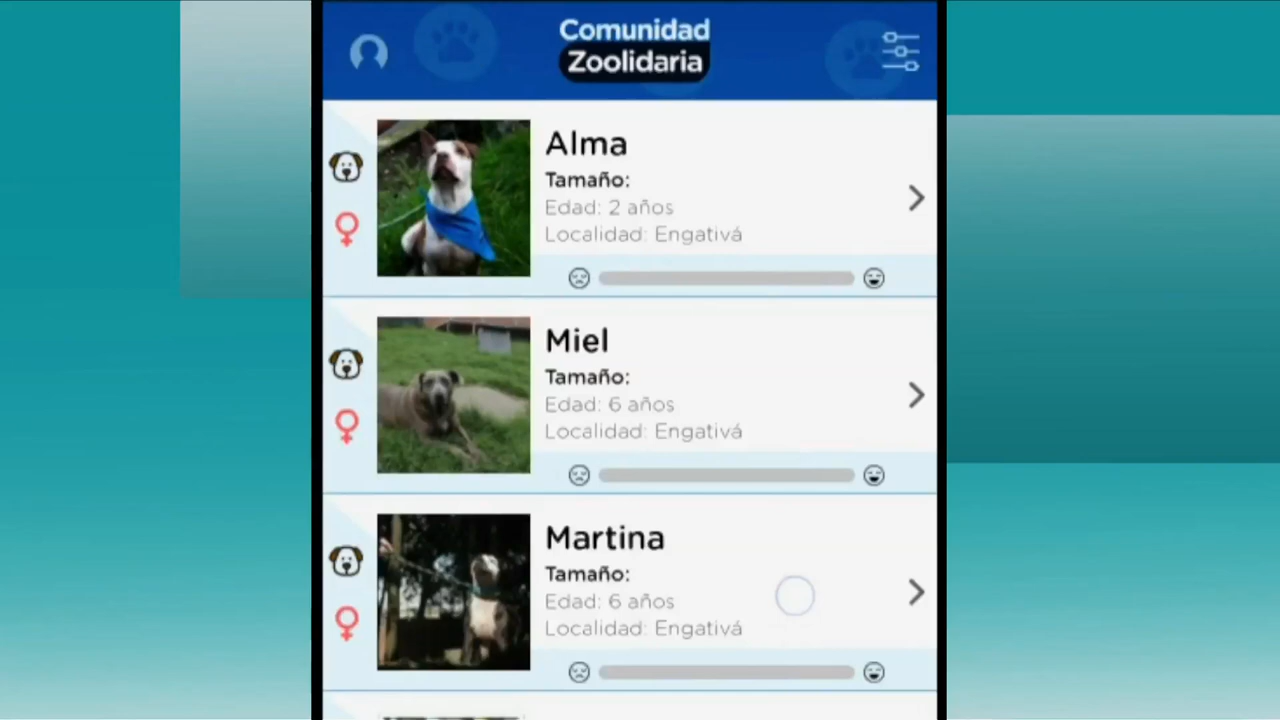 Comunidad
Zoolidaria
Alma
Tamaño:
Edad: 2 años
Localidad: Engativá
Miel
Tamaño:
Edad: 6 años
Localidad: Engativá
Martina
Tamaño:
Edad: 6 años
Localidad: Engativá